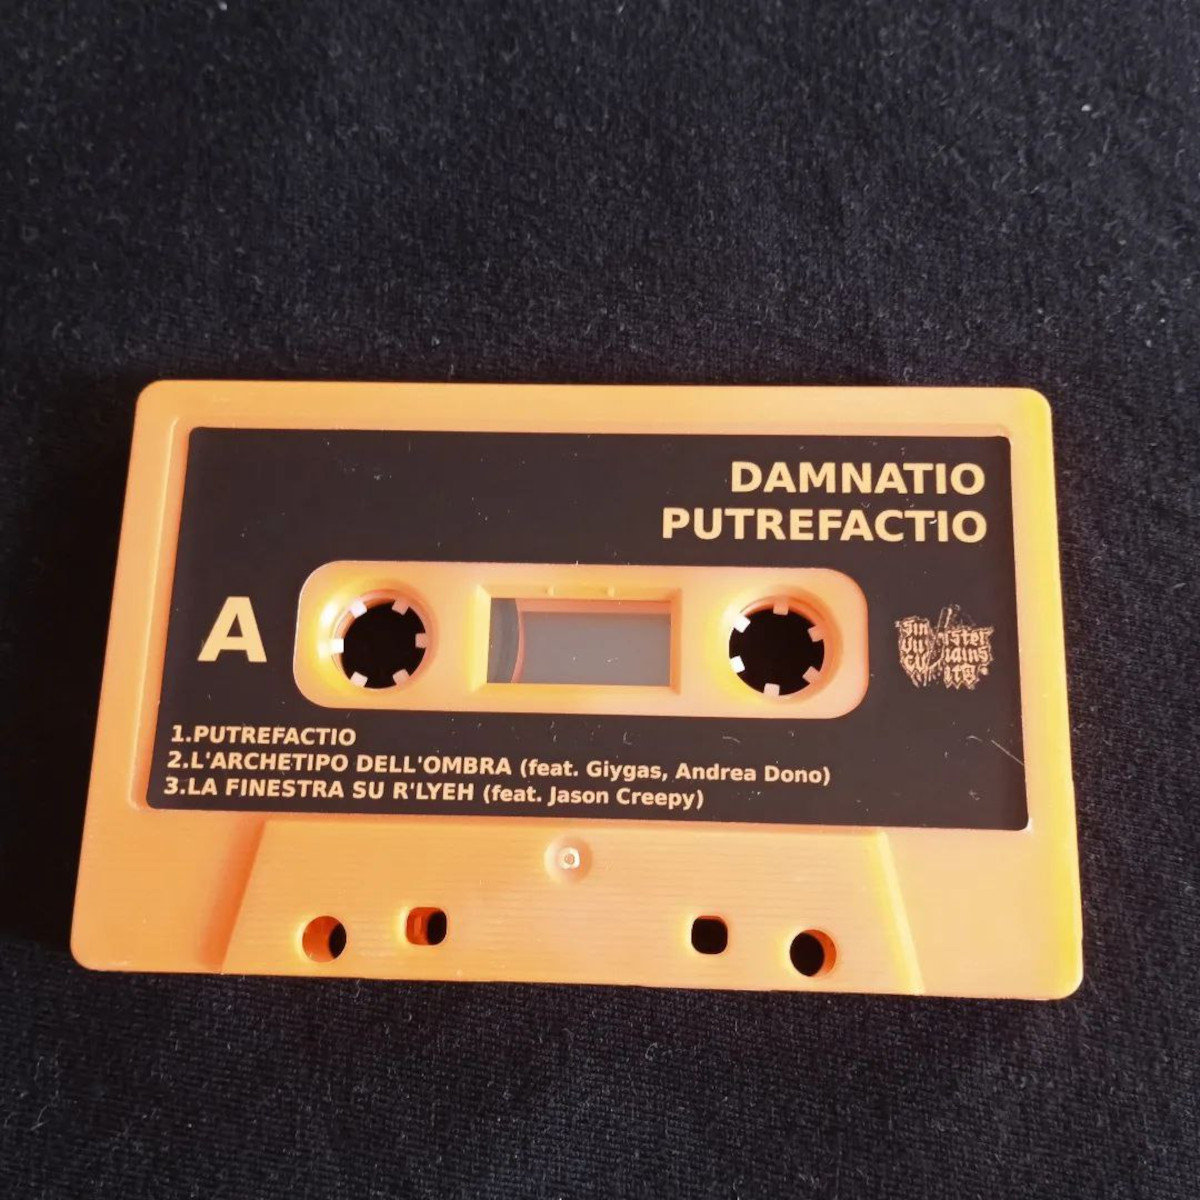 DAMNATIO
PUTREFACTIO
A
1.PUTREFACTIO
2.L'ARCHETIPO DELL'OMBRA (feat. Giygas, Andrea Dono)
3.LA FINESTRA SU R'LYEH (feat. Jason Creepy)